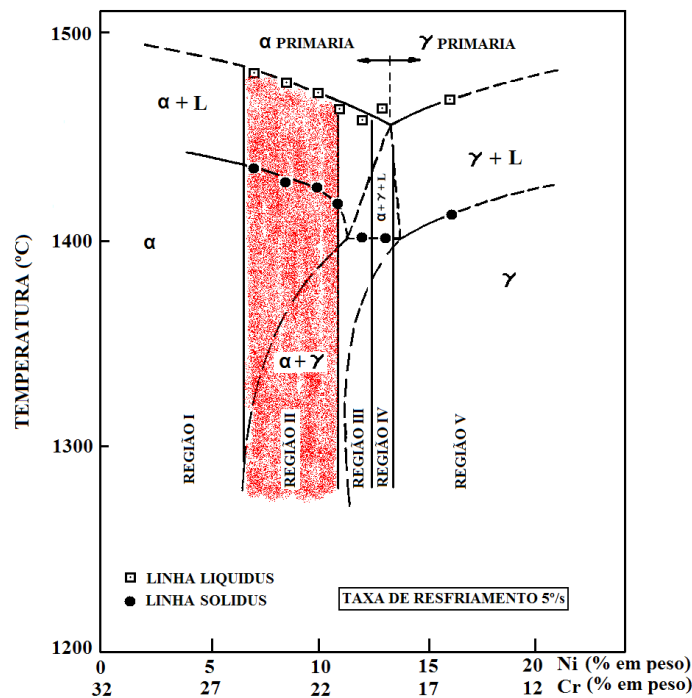 1500
α PRIMARIA
γ PRIMARIA
α + L
γ + L
α + γ + L
1400
α
γ
TEMPERATURA (ºC)
α + γ
1300
REGIÃO I
REGIÃO II
REGIÃO III
REGIÃO IV
REGIÃO V
LINHA LIQUIDUS
LINHA SOLIDUS
TAXA DE RESFRIAMENTO 5º/s
1200
0 5 10 15 20 Ni (% em peso)
32 27 22 17 12 Cr (% em peso)